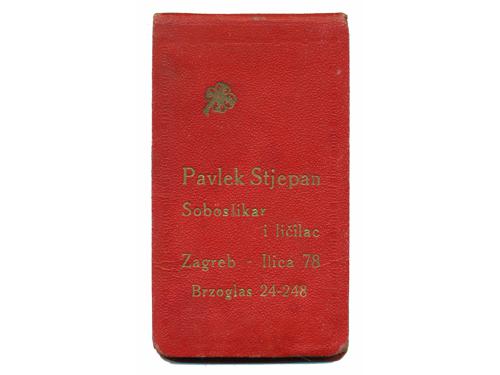 Pavlek Stjepan
Soboslikar
i ličilac
Zagreb - Ilica 78
Brzoglas 24-248